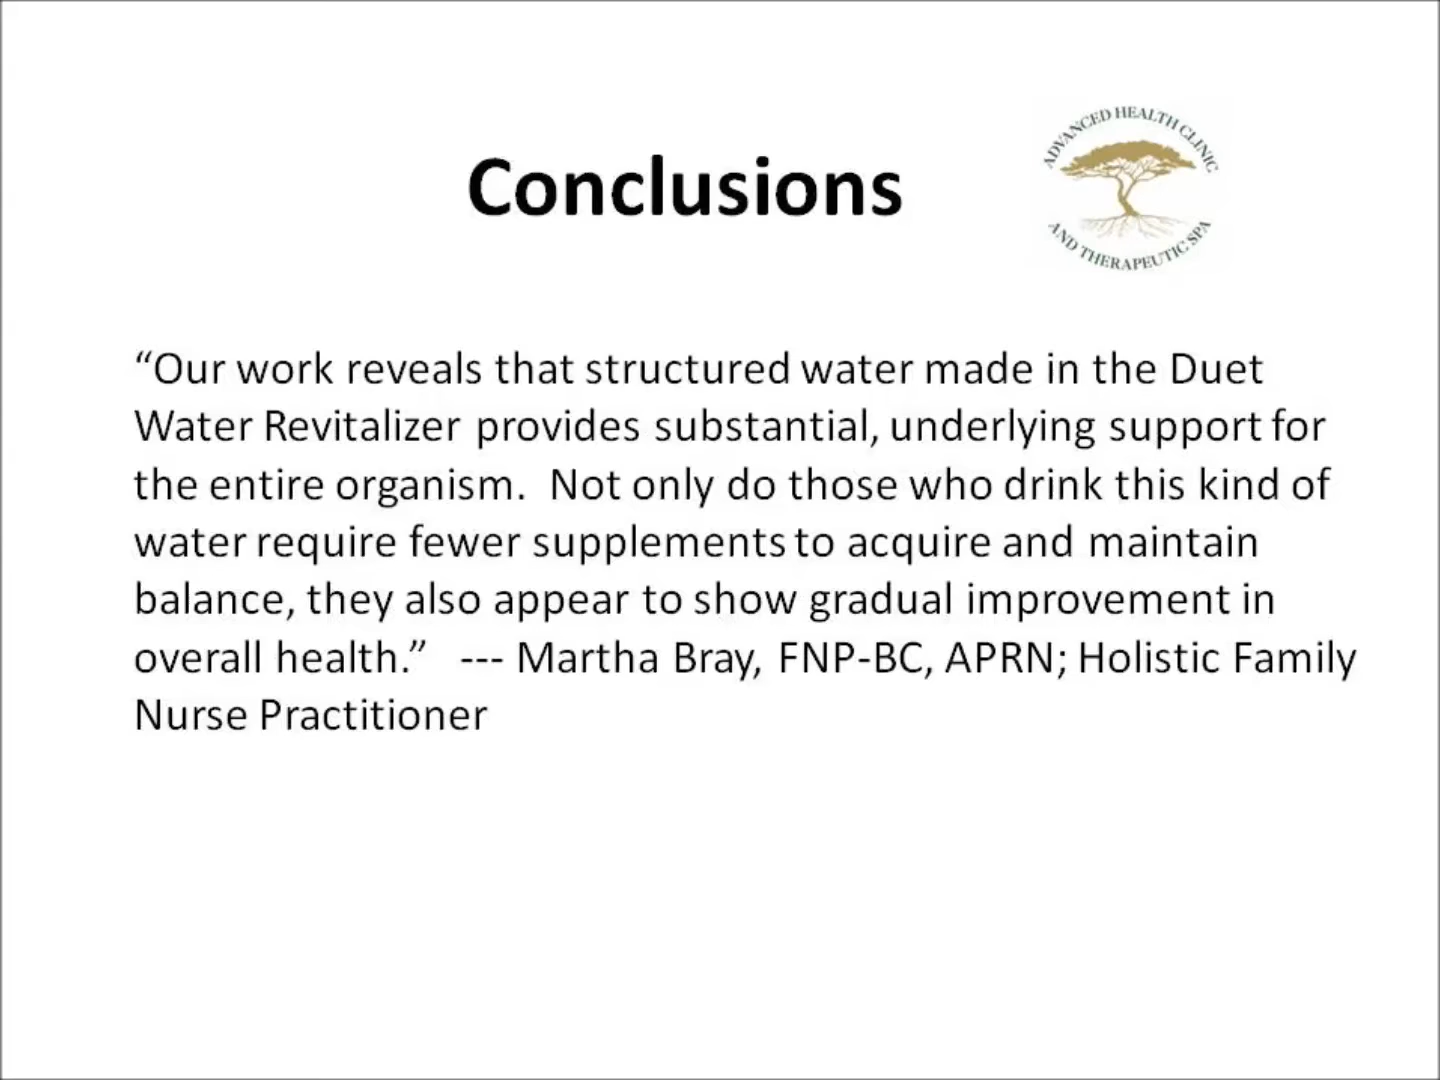 Conclusions
ADVANCED HEALTH CLINIC
AND THERAPEUTIC SPA
“Our work reveals that structured water made in the Duet
Water Revitalizer provides substantial, underlying support for
the entire organism.  Not only do those who drink this kind of
water require fewer supplements to acquire and maintain
balance, they also appear to show gradual improvement in
overall health.”   --- Martha Bray, FNP-BC, APRN; Holistic Family
Nurse Practitioner